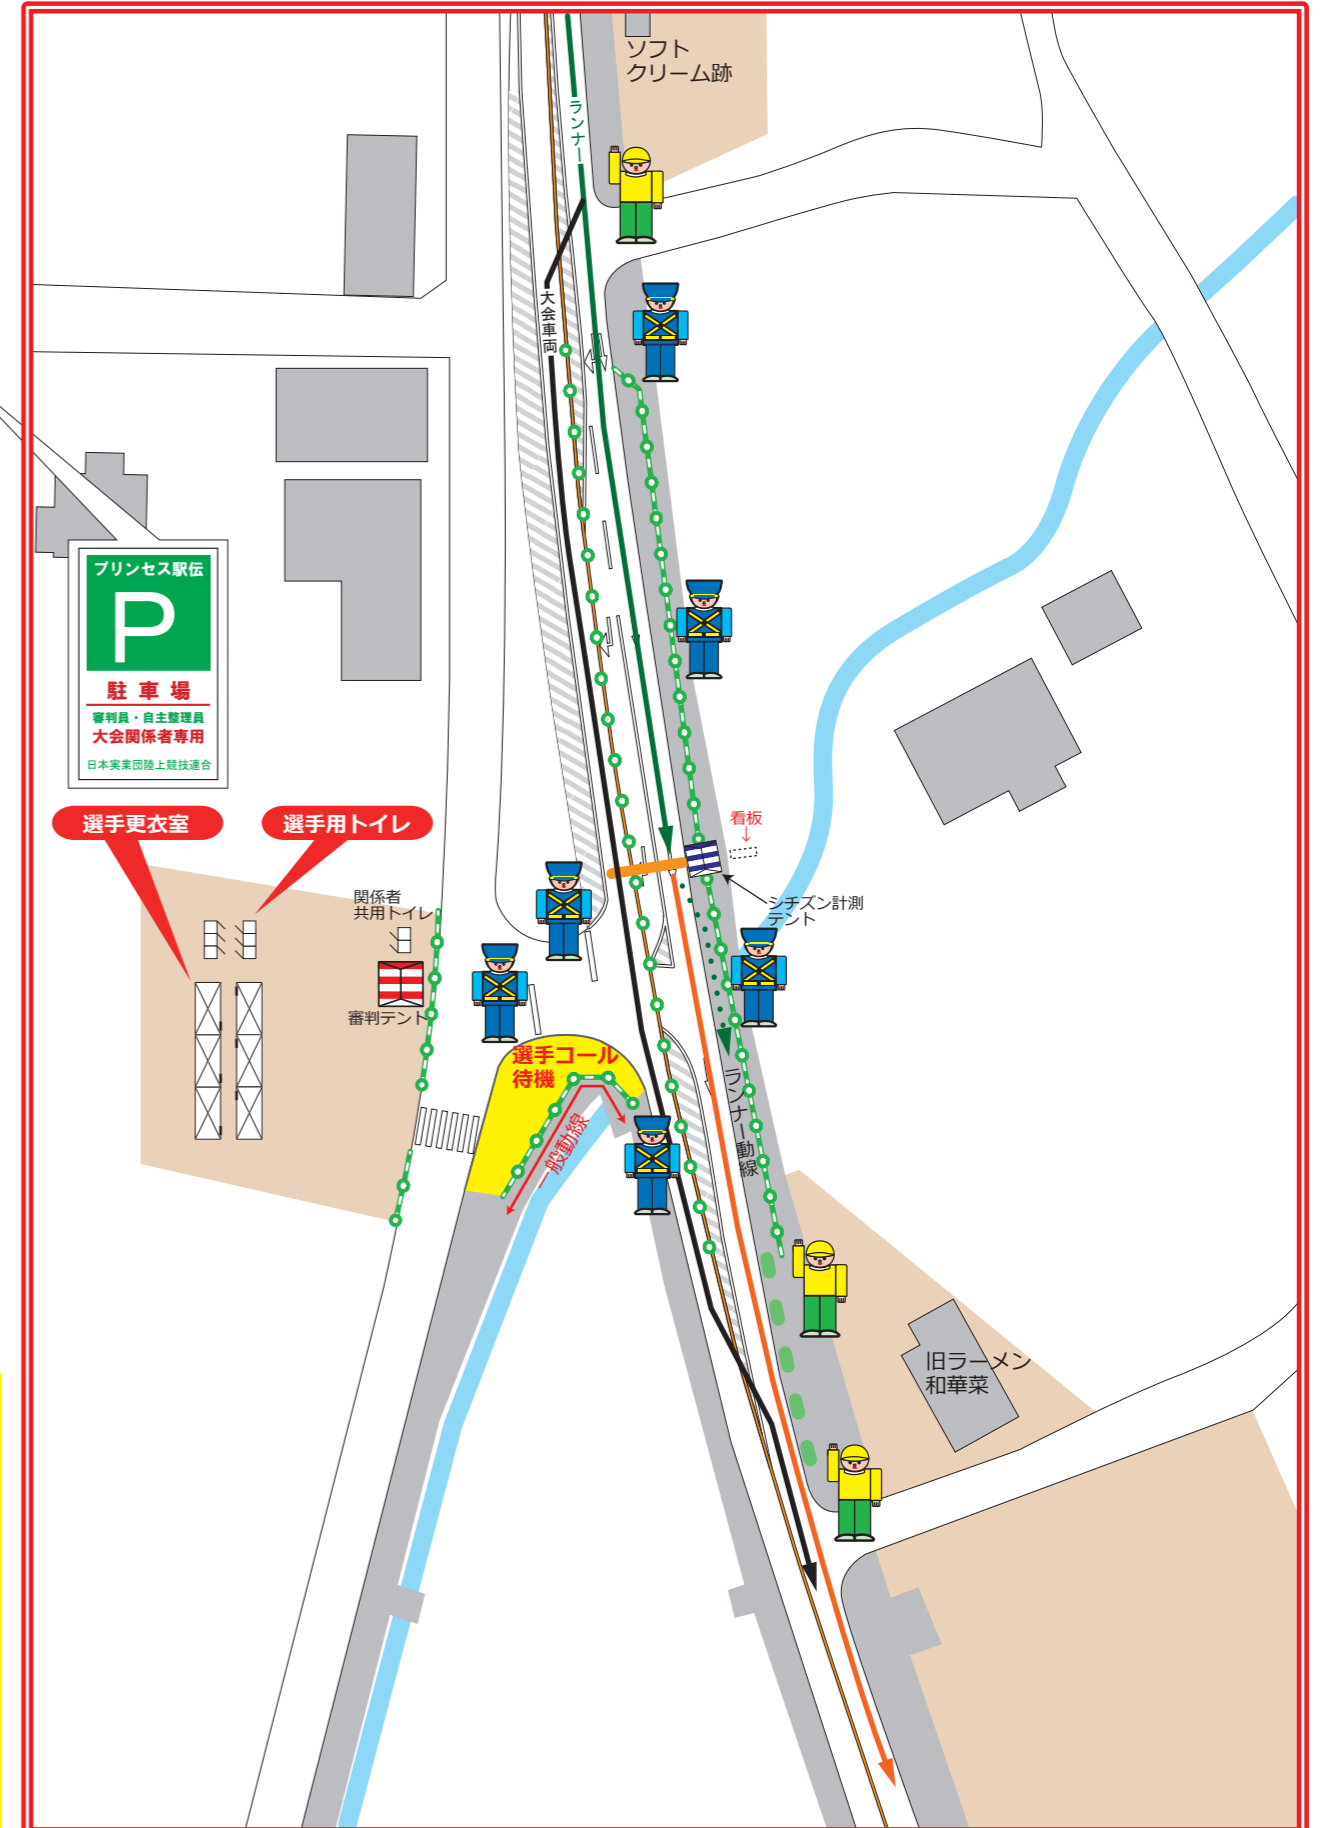 ソフト
クリーム跡
ランナー
大会車両
プリンセス駅伝
P
駐車場
審判員・自主整理員
大会関係者専用
日本実業団陸上競技連合
選手更衣室
選手用トイレ
看板
↓
関係者
共用トイレ
シチズン計測
テント
審判テント
選手コール
待機
一般動線
ランナー動線
旧ラーメン
和華菜